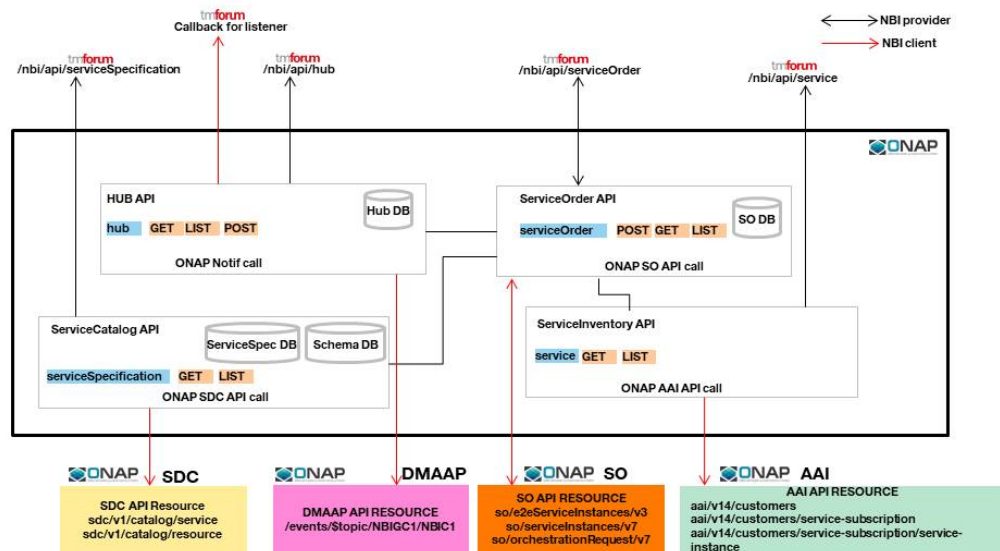 tmforum
Callback for listener
NBI provider
NBI client
tmforum
/nbi/api/serviceSpecification
tmforum
/nbi/api/hub
tmforum
/nbi/api/serviceOrder
tmforum
/nbi/api/service
ONAP
HUB API
Hub DB
hub GET LIST POST
ONAP Notif call
ServiceOrder API
SO DB
serviceOrder POST GET LIST
ONAP SO API call
ServiceCatalog API
ServiceSpec DB
Schema DB
serviceSpecification GET LIST
ONAP SDC API call
ServiceInventory API
service GET LIST
ONAP AAI API call
ONAP SDC
SDC API Resource
sdc/v1/catalog/service
sdc/v1/catalog/resource
ONAP DMAAP
DMAAP API RESOURCE
/events/$topic/NBIGC1/NBIC1
ONAP SO
SO API RESOURCE
so/e2eServiceInstances/v3
so/serviceInstances/v7
so/orchestrationRequest/v7
ONAP AAI
AAI API RESOURCE
aai/v14/customers
aai/v14/customers/service-subscription
aai/v14/customers/service-subscription/service-
instance